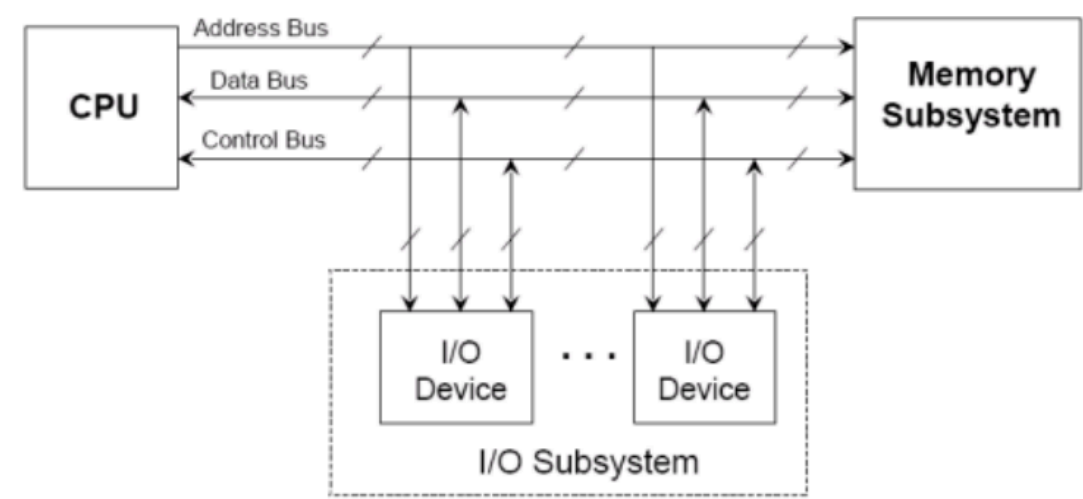 Address Bus
Data Bus
Control Bus
CPU
Memory
Subsystem
I/O
Device
. . .
I/O
Device
I/O Subsystem